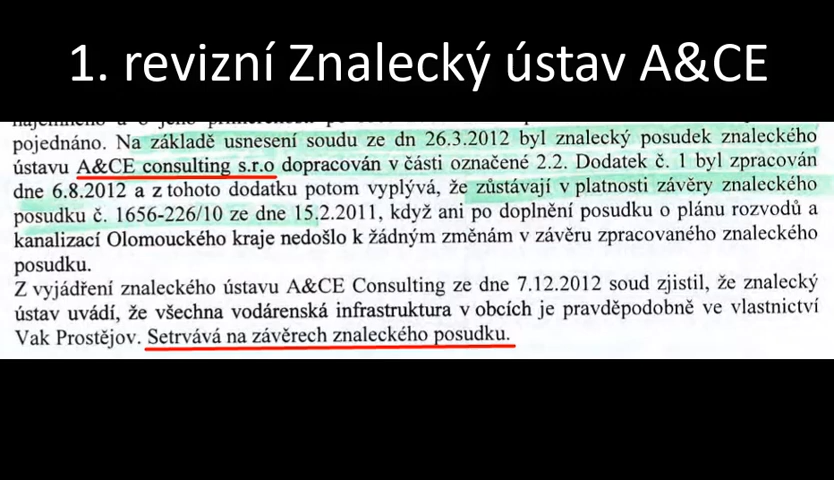 1. revizní Znalecký ústav A&CE
pojednáno. Na základě usnesení soudu ze dn 26.3.2012 byl znalecký posudek znaleckého
ústavu A&CE consulting s.r.o dopracován v části označené 2.2. Dodatek č. 1 byl zpracován
dne 6.8.2012 a z tohoto dodatku potom vyplývá, že zůstávají v platnosti závěry znaleckého
posudku č. 1656-226/10 ze dne 15.2.2011, když ani po doplnění posudku o plánu rozvodů a
kanalizací Olomouckého kraje nedošlo k žádným změnám v závěru zpracovaného znaleckého
posudku.
Z vyjádření znaleckého ústavu A&CE Consulting ze dne 7.12.2012 soud zjistil, že znalecký
ústav uvádí, že všechna vodárenská infrastruktura v obcích je pravděpodobně ve vlastnictví
Vak Prostějov. Setrvává na závěrech znaleckého posudku.